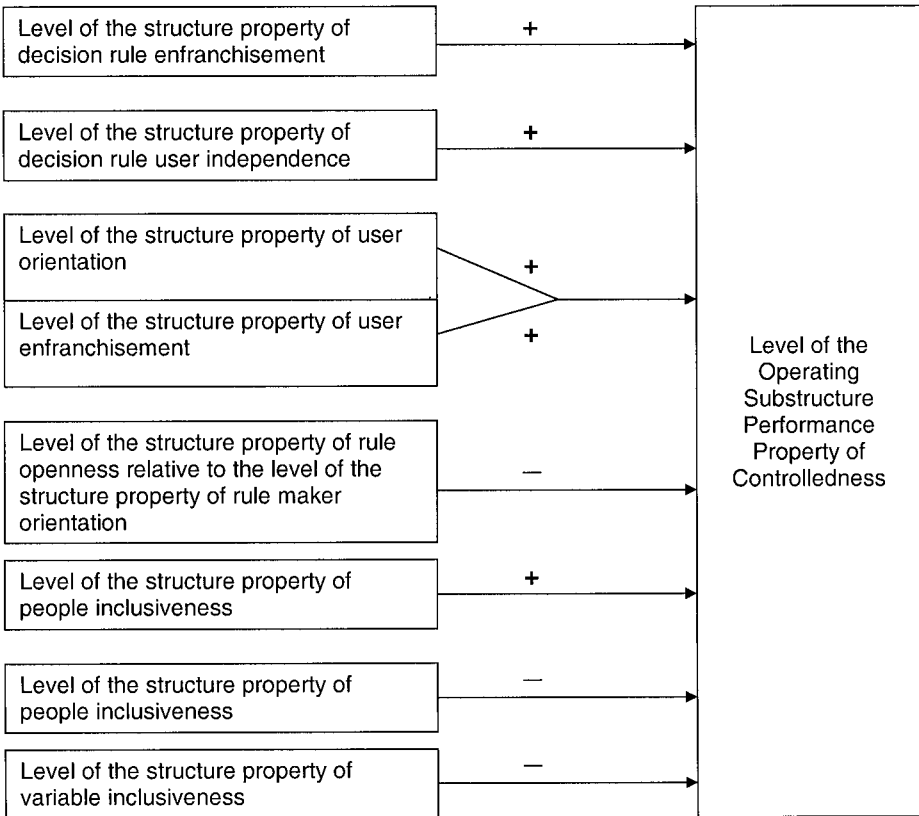 Level of the structure property of
decision rule enfranchisement
+
Level of the structure property of
decision rule user independence
+
Level of the structure property of user
orientation
+
Level of the structure property of user
enfranchisement
+
Level of the structure property of rule
openness relative to the level of the
structure property of rule maker
orientation
—
Level of the structure property of
people inclusiveness
+
Level of the structure property of
people inclusiveness
—
Level of the structure property of
variable inclusiveness
—
Level of the
Operating
Substructure
Performance
Property of
Controlledness